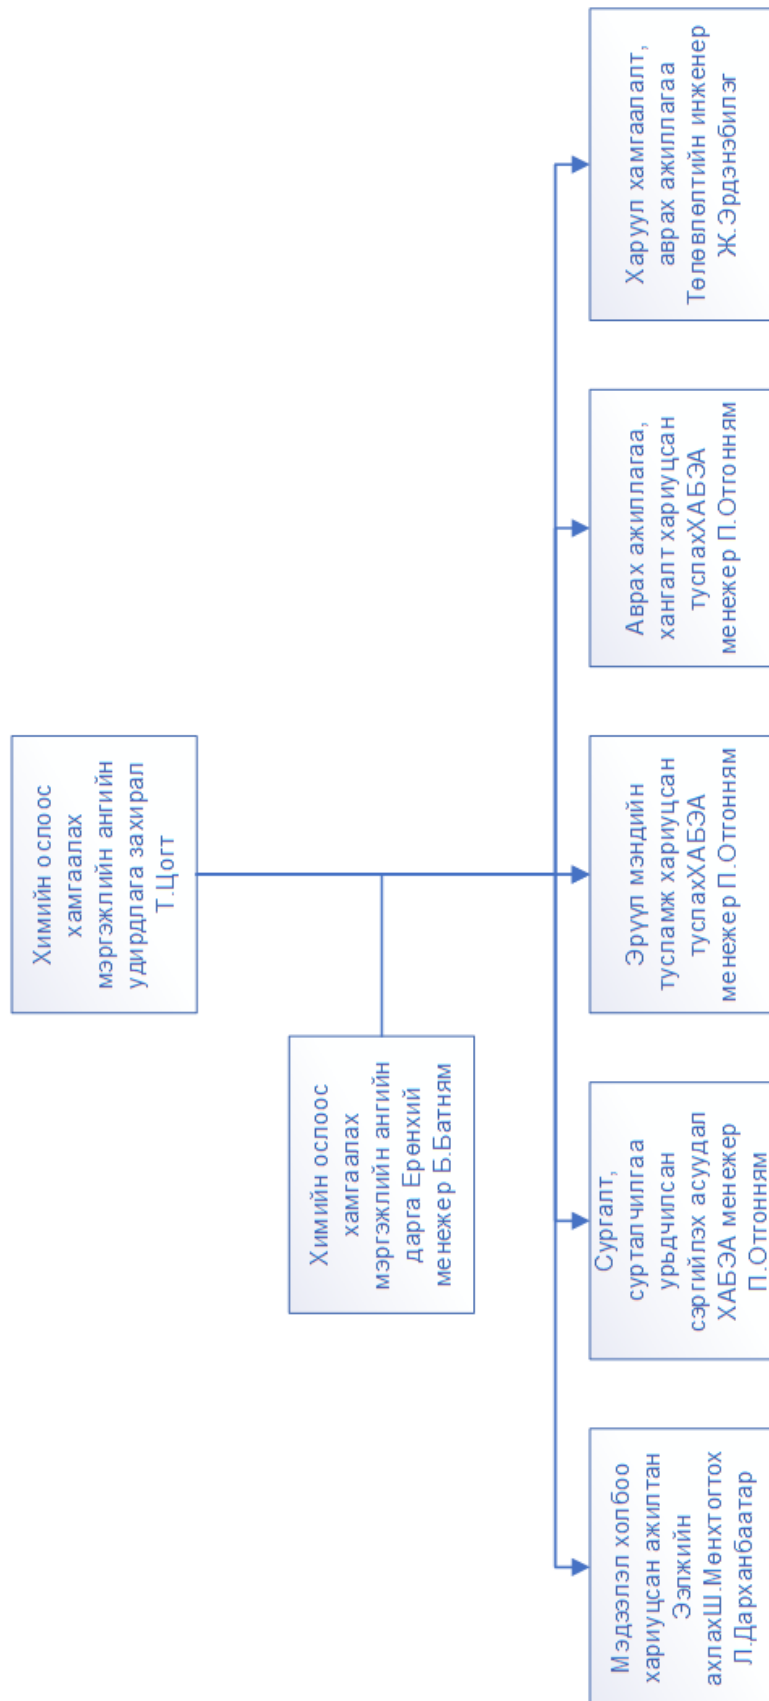 Химийн ослоос
хамгаалах
мэргэжлийн ангийн
удирдлага захирал
Т.Цогт
Химийн ослоос
хамгаалах
мэргэжлийн ангийн
дарга Ерөнхий
менежер Б.Батням
Мэдээлэл холбоо
хариуцсан ажилтан
Ээлжийн
ахлахШ.Мөнхтогтох
Л.Дарханбаатар
Сургалт,
сурталчилгаа
урьдчилсан
сэргийлэх асуудал
ХАБЭА менежер
П.Отгонням
Эрүүл мэндийн
тусламж хариуцсан
туслахХАБЭА
менежер П.Отгонням
Аврах ажиллагаа,
хангалт хариуцсан
туслахХАБЭА
менежер П.Отгонням
Харуул хамгаалалт,
аврах ажиллагаа
Төлөвлөлтийн инженер
Ж.Эрдэнэбилэг